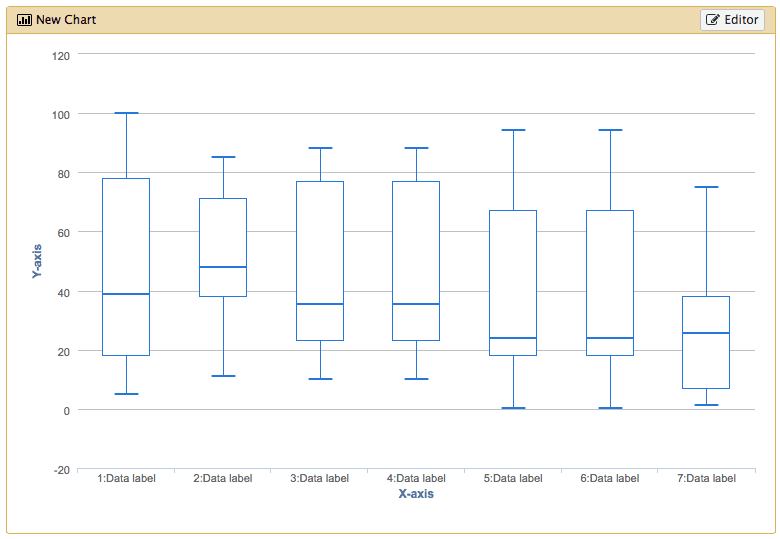 New Chart
Editor
120
100
80
60
40
20
0
-20
Y-axis
1:Data label 2:Data label 3:Data label 4:Data label 5:Data label 6:Data label 7:Data label
X-axis